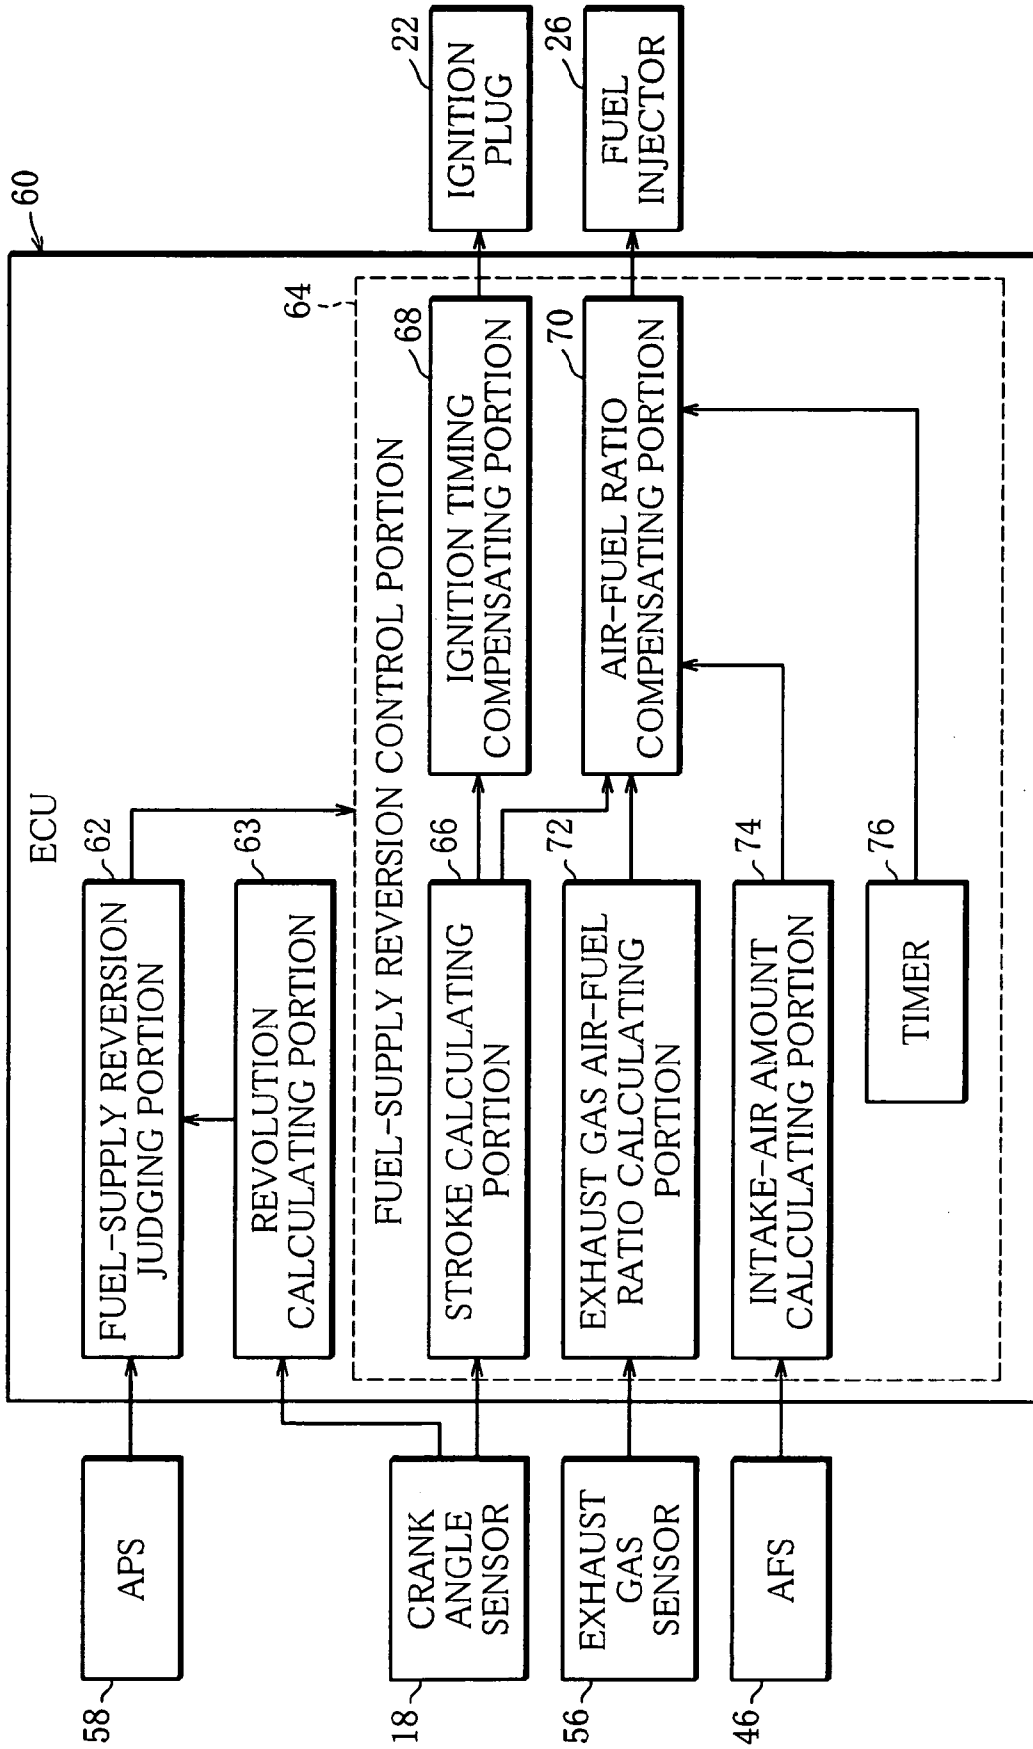 60
ECU
58
APS
62
FUEL-SUPPLY REVERSION
JUDGING PORTION
63
REVOLUTION
CALCULATING PORTION
64
FUEL-SUPPLY REVERSION CONTROL PORTION
18
CRANK
ANGLE
SENSOR
66
STROKE CALCULATING
PORTION
68
IGNITION TIMING
COMPENSATING PORTION
22
IGNITION
PLUG
56
EXHAUST
GAS
SENSOR
72
EXHAUST GAS AIR-FUEL
RATIO CALCULATING
PORTION
70
AIR-FUEL RATIO
COMPENSATING PORTION
26
FUEL
INJECTOR
46
AFS
74
INTAKE-AIR AMOUNT
CALCULATING PORTION
76
TIMER